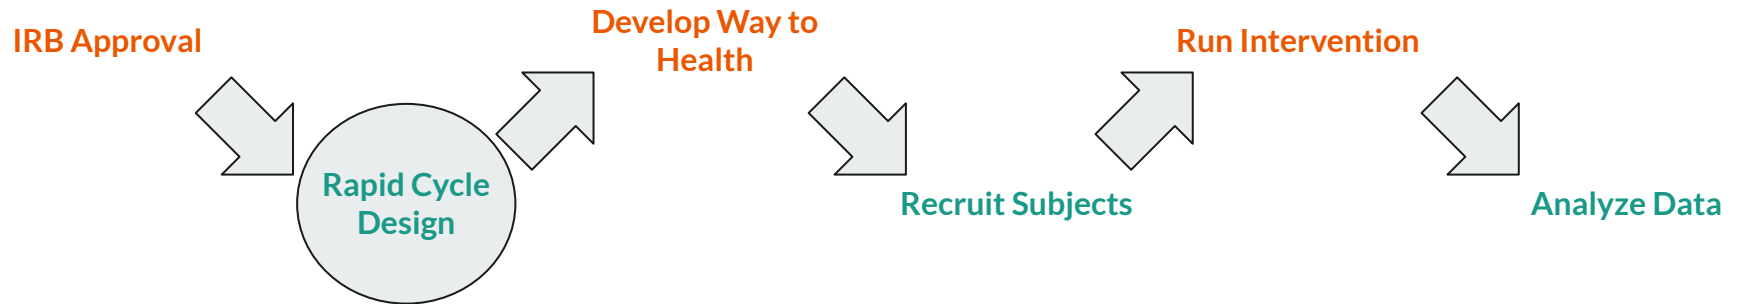 IRB Approval
Rapid Cycle
Design
Develop Way to
Health
Recruit Subjects
Run Intervention
Analyze Data